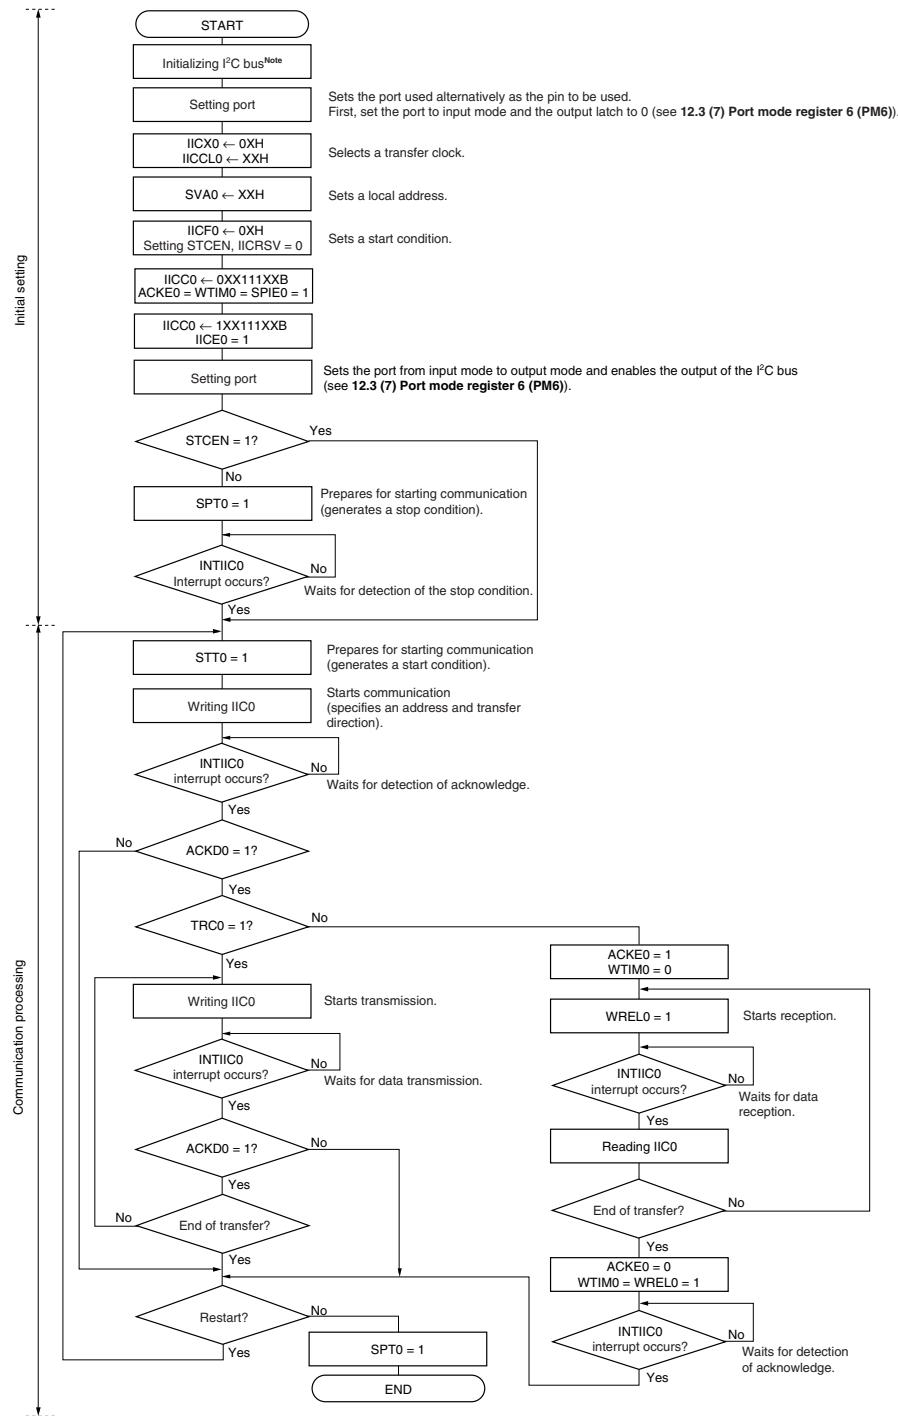 START
Initializing I²C bus^Note
Setting port
Sets the port used alternatively as the pin to be used.
First, set the port to input mode and the output latch to 0 (see 12.3 (7) Port mode register 6 (PM6)).
IICX0 ← 0XH
IICCL0 ← XXH
Selects a transfer clock.
SVA0 ← XXH
Sets a local address.
IICF0 ← 0XH
Setting STCEN, IICRSV = 0
Sets a start condition.
Initial setting
IICC0 ← 0XX111XXB
ACKE0 = WTIM0 = SPIE0 = 1
IICC0 ← 1XX111XXB
IICE0 = 1
Setting port
Sets the port from input mode to output mode and enables the output of the I²C bus
(see 12.3 (7) Port mode register 6 (PM6)).
STCEN = 1?
Yes
No
SPT0 = 1
Prepares for starting communication
(generates a stop condition).
INTIIC0
Interrupt occurs?
No
Waits for detection of the stop condition.
Yes
STT0 = 1
Prepares for starting communication
(generates a start condition).
Writing IIC0
Starts communication
(specifies an address and transfer
direction).
INTIIC0
interrupt occurs?
No
Waits for detection of acknowledge.
Yes
No
ACKD0 = 1?
Yes
TRC0 = 1?
No
Yes
Communication processing
Writing IIC0
Starts transmission.
INTIIC0
interrupt occurs?
No
Waits for data transmission.
Yes
ACKD0 = 1?
No
Yes
No
End of transfer?
Yes
Restart?
No
Yes
SPT0 = 1
END
ACKE0 = 1
WTIM0 = 0
WREL0 = 1
Starts reception.
INTIIC0
interrupt occurs?
No
Waits for data
reception.
Yes
Reading IIC0
End of transfer?
No
Yes
ACKE0 = 0
WTIM0 = WREL0 = 1
INTIIC0
interrupt occurs?
No
Waits for detection
of acknowledge.
Yes